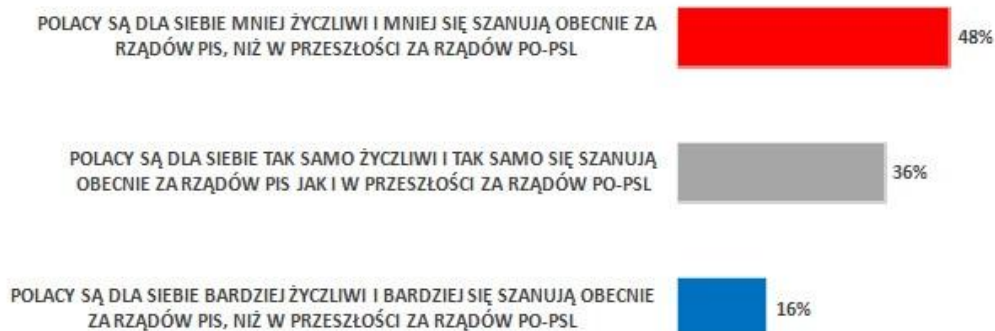 POLACY SĄ DLA SIEBIE MNIEJ ŻYCZLIWI I MNIEJ SIĘ SZANUJĄ OBECNIE ZA
RZĄDÓW PIS, NIŻ W PRZESZŁOŚCI ZA RZĄDÓW PO-PSL
48%
POLACY SĄ DLA SIEBIE TAK SAMO ŻYCZLIWI I TAK SAMO SIĘ SZANUJĄ
OBECNIE ZA RZĄDÓW PIS JAK I W PRZESZŁOŚCI ZA RZĄDÓW PO-PSL
36%
POLACY SĄ DLA SIEBIE BARDZIEJ ŻYCZLIWI I BARDZIEJ SIĘ SZANUJĄ OBECNIE
ZA RZĄDÓW PIS, NIŻ W PRZESZŁOŚCI ZA RZĄDÓW PO-PSL
16%